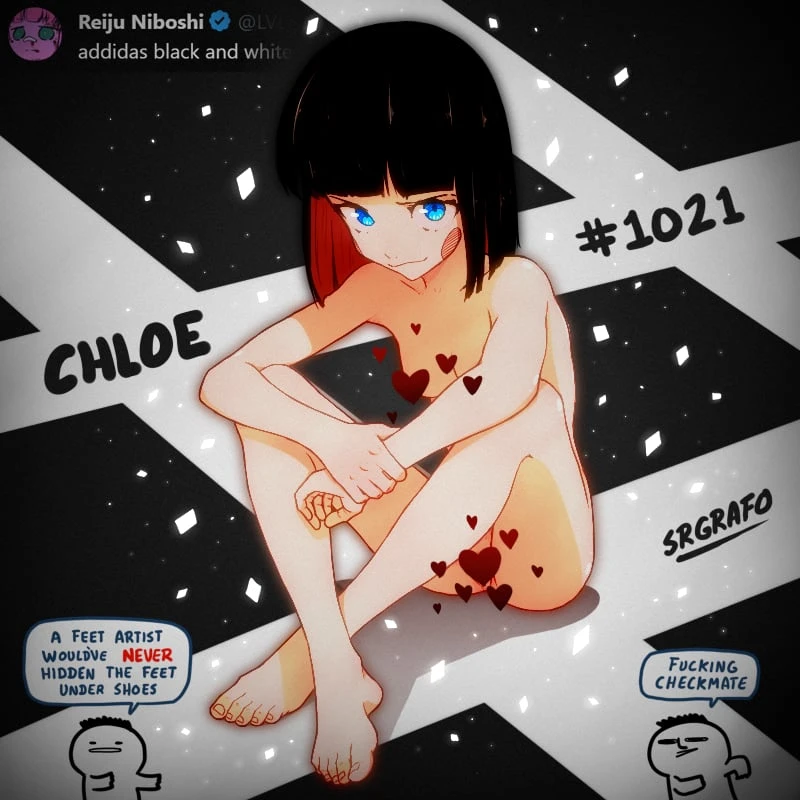 Reiju Niboshi @LV
addidas black and white
#1021
CHLOE
SRGRAFO
A FEET ARTIST
WOULD'VE NEVER
HIDDEN THE FEET
UNDER SHOES
FUCKING
CHECKMATE